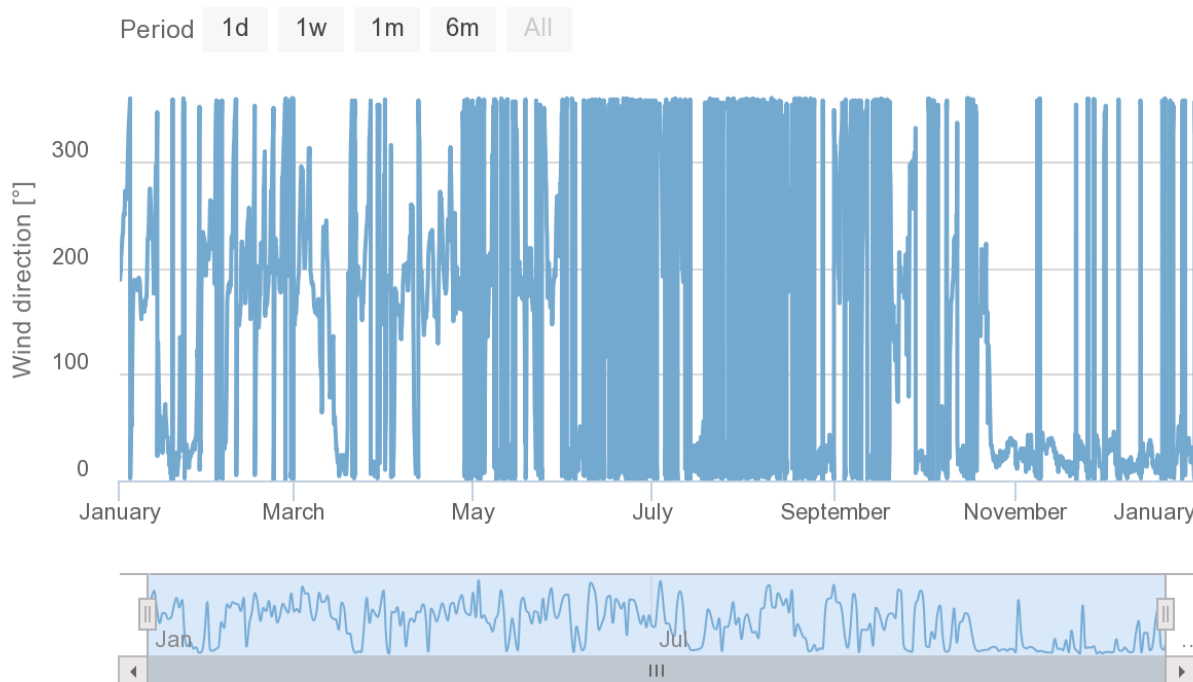 Period 1d 1w 1m 6m All
300
200
100
0
Wind direction [°]
January March May July September November January
Jan Jul ...